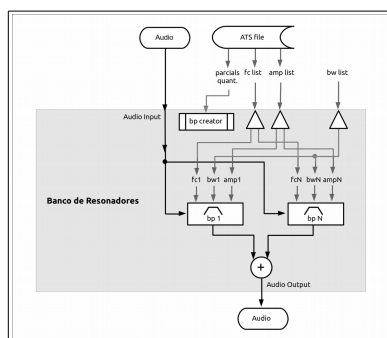 Audio
ATS file
parcials
quant.
fc list
amp list
bw list
Audio Input
bp creator
fc1 bw1 amp1
fcN bwN ampN
Banco de Resonadores
bp 1
bp N
+
Audio Output
Audio